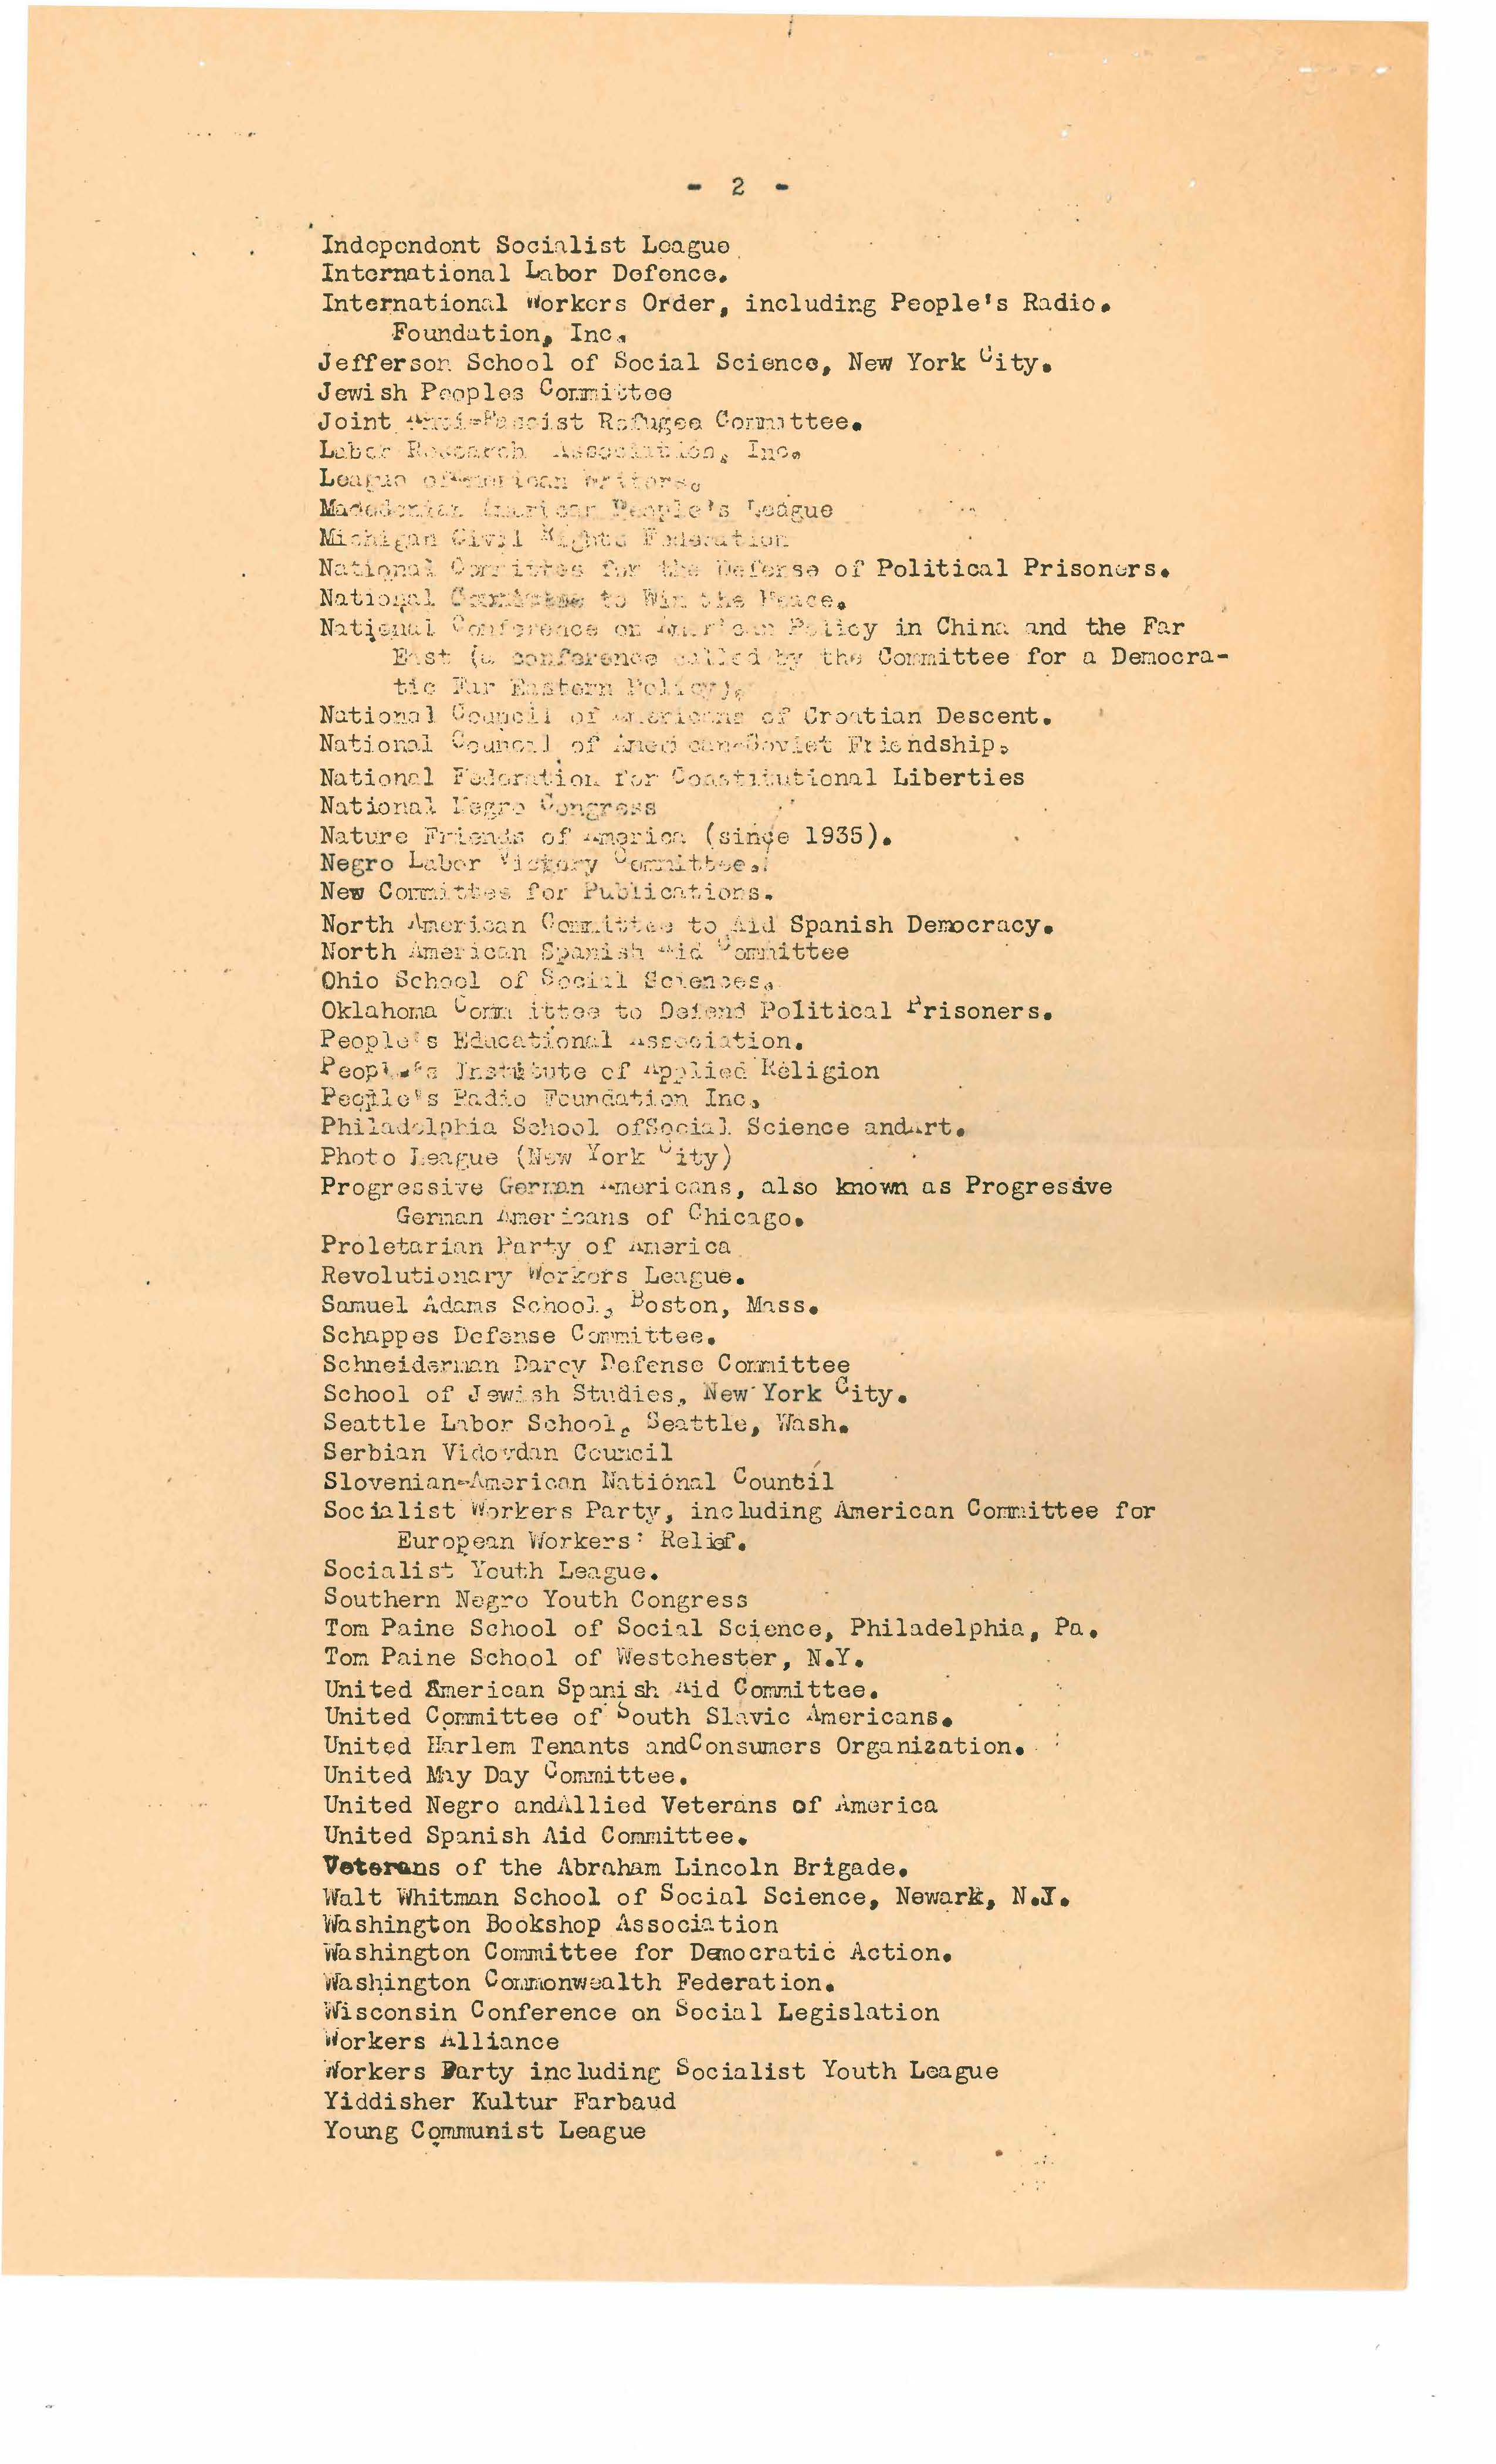 - 2 -
Independent Socialist League
International Labor Defence.
International Workers Order, including People's Radio.
Foundation, Inc.
Jefferson School of Social Science, New York City.
Jewish Peoples Committee
Joint Anti-Fascist Refugee Committee.
Labor Research Association, Inc.
League ofAmerican Writers.
Macedonian American People's League
Michigan Civil Rights Federation
National Committee for the Defense of Political Prisoners.
National Committee to Win the Peace.
National Conference on American Policy in China and the Far
East (a conference called by the Committee for a Democra-
tic Far Eastern Policy).
National Council of Americans of Croatian Descent.
National Council of American-Soviet Friendship.
National Federation for Constitutional Liberties
National Negro Congress
Nature Friends of America (since 1935).
Negro Labor Victory Committee.
New Committee for Publications.
North American Committee to Aid Spanish Democracy.
North American Spanish Aid Committee
Ohio School of Social Sciences.
Oklahoma Comm ittee to Defend Political Prisoners.
People's Educational Association.
People's Institute of Applied Religion
People's Radio Foundation Inc.
Philadelphia School ofSocial Science andArt.
Photo League (New York City)
Progressive German Americans, also known as Progressive
German Americans of Chicago.
Proletarian Party of America
Revolutionary Workers League.
Samuel Adams School, Boston, Mass.
Schappes Defense Committee.
Schneiderman Darcy Defense Committee
School of Jewish Studies, New York City.
Seattle Labor School, Seattle, Wash.
Serbian Vidovdan Council
Slovenian-American National Council
Socialist Workers Party, including American Committee for
European Workers' Relief.
Socialist Youth League.
Southern Negro Youth Congress
Tom Paine School of Social Science, Philadelphia, Pa.
Tom Paine School of Westchester, N.Y.
United American Spanish Aid Committee.
United Committee of South Slavic Americans.
United Harlem Tenants andConsumers Organization.
United May Day Committee.
United Negro andAllied Veterans of America
United Spanish Aid Committee.
Veterans of the Abraham Lincoln Brigade.
Walt Whitman School of Social Science, Newark, N.J.
Washington Bookshop Association
Washington Committee for Democratic Action.
Washington Commonwealth Federation.
Wisconsin Conference on Social Legislation
Workers Alliance
Workers Party including Socialist Youth League
Yiddisher Kultur Farbaud
Young Communist League